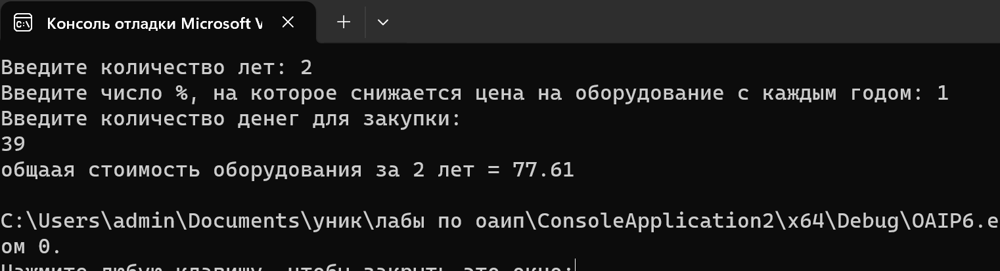 Консоль отладки Microsoft V
Введите количество лет: 2
Введите число %, на которое снижается цена на оборудование с каждым годом: 1
Введите количество денег для закупки:
39
общаая стоимость оборудования за 2 лет = 77.61
C:\Users\admin\Documents\уник\лабы по оаип\ConsoleApplication2\x64\Debug\OAIP6.e
ом 0.
Нажмите любую клавишу, чтобы закрыть это окно: